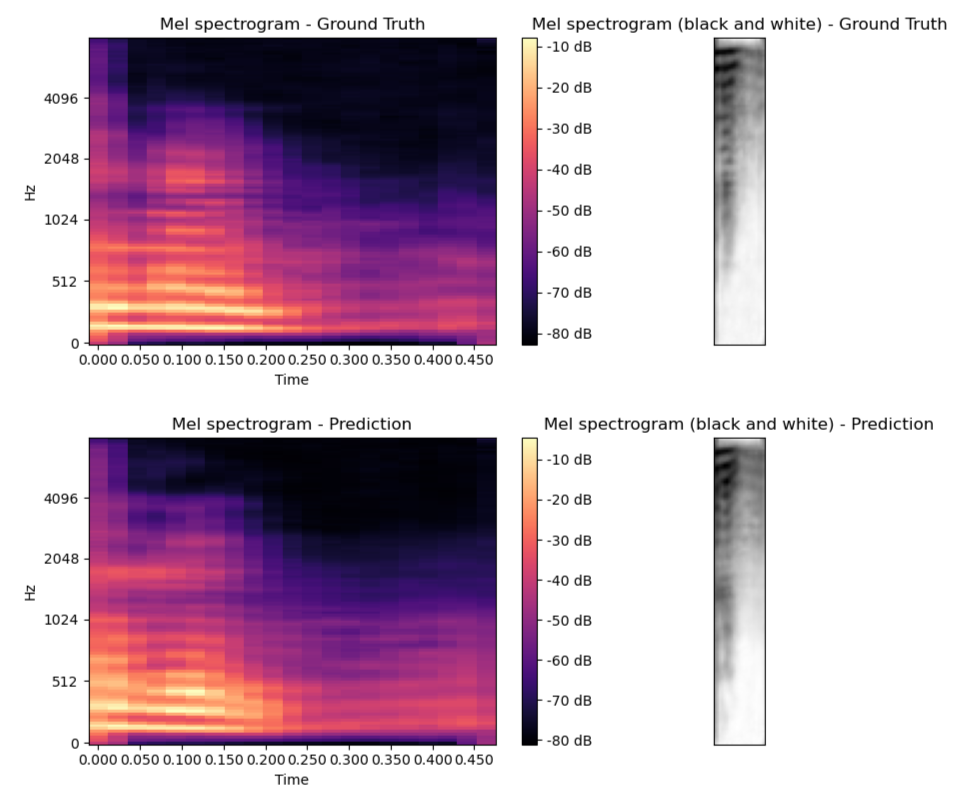 Mel spectrogram - Ground Truth
Mel spectrogram (black and white) - Ground Truth
-10 dB
4096
-20 dB
-30 dB
2048
-40 dB
Hz
1024
-50 dB
-60 dB
512
-70 dB
-80 dB
0
0.000 0.050 0.100 0.150 0.200 0.250 0.300 0.350 0.400 0.450
Time
Mel spectrogram - Prediction
Mel spectrogram (black and white) - Prediction
-10 dB
4096
-20 dB
-30 dB
2048
-40 dB
Hz
1024
-50 dB
-60 dB
512
-70 dB
0
-80 dB
0.000 0.050 0.100 0.150 0.200 0.250 0.300 0.350 0.400 0.450
Time